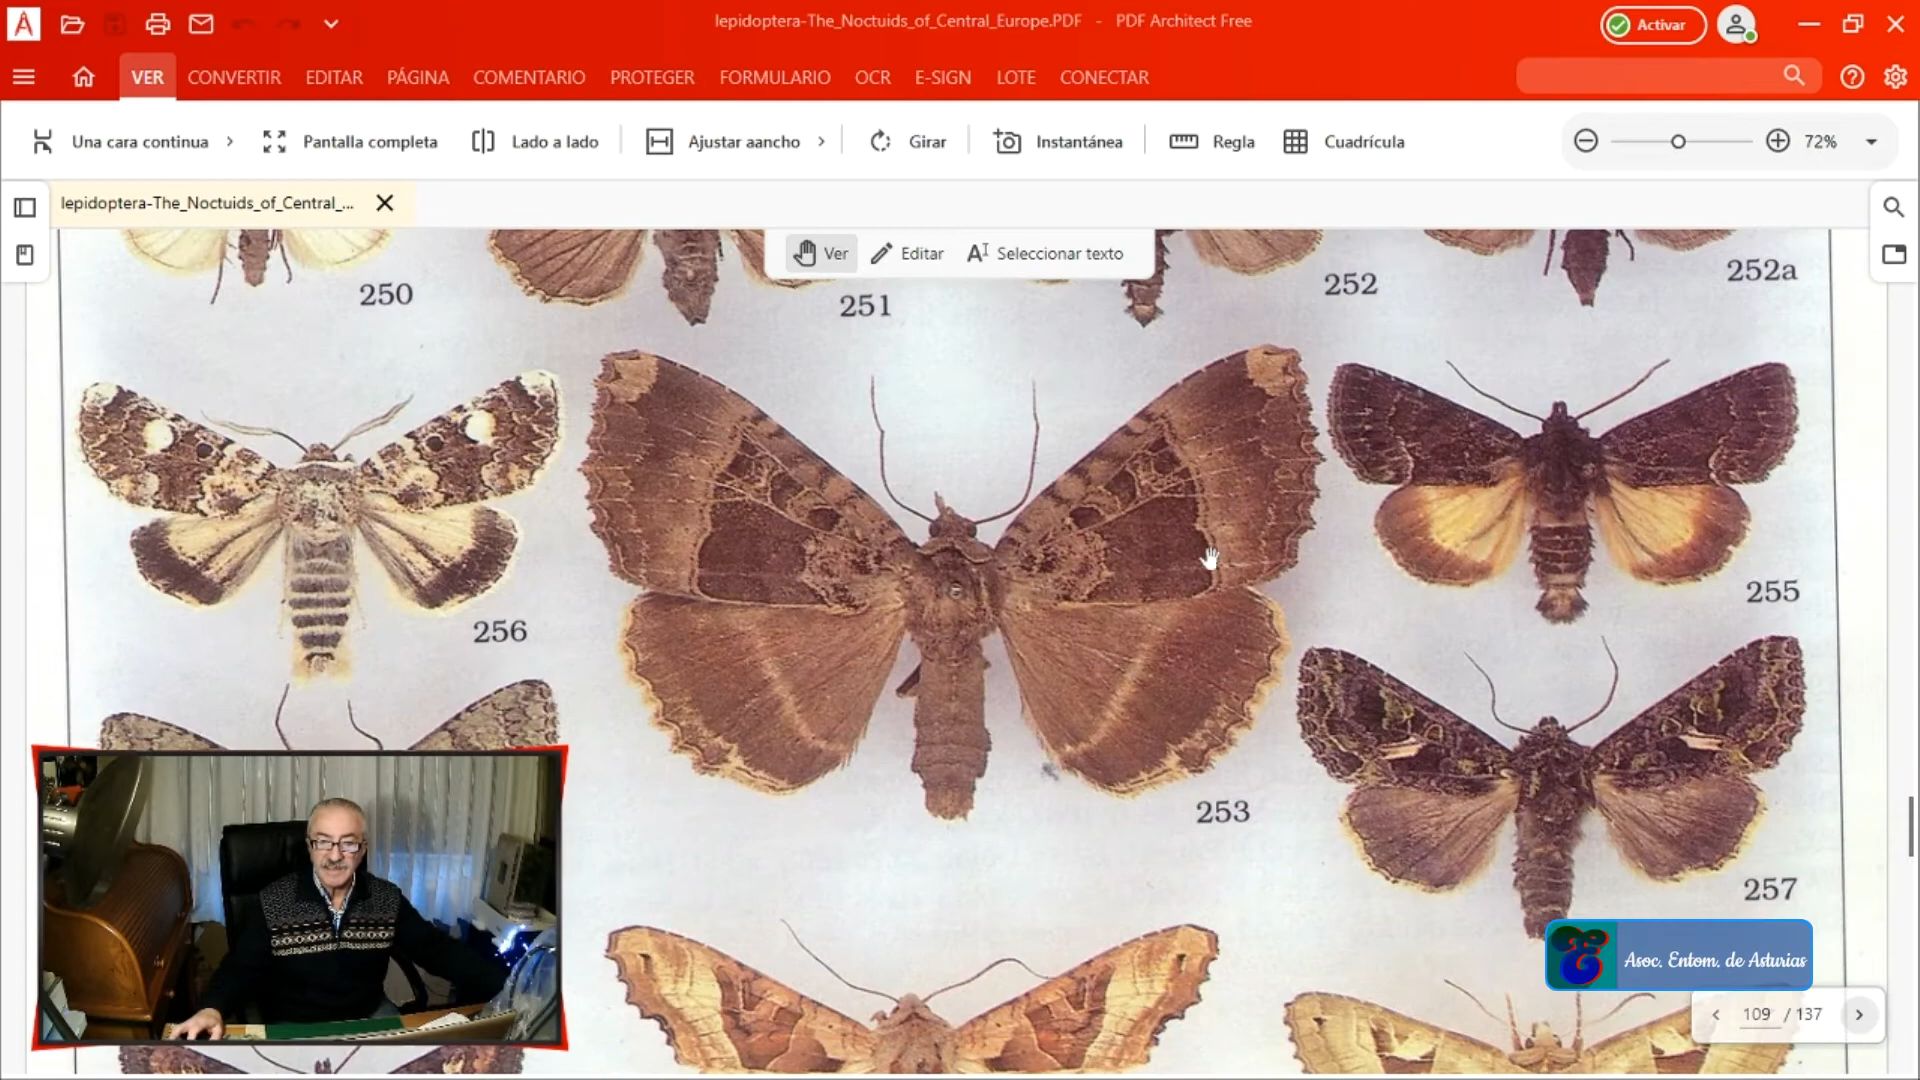 lepidoptera-The_Noctuids_of_Central_Europe.PDF - PDF Architect Free
Activar
VER CONVERTIR EDITAR PÁGINA COMENTARIO PROTEGER FORMULARIO OCR E-SIGN LOTE CONECTAR
Una cara continua Pantalla completa Lado a lado Ajustar aancho Girar Instantánea Regla Cuadrícula 72%
lepidoptera-The_Noctuids_of_Central_...
Ver Editar Seleccionar texto
250
251
252
252a
256
253
255
257
Asoc. Entom. de Asturias
109 / 137